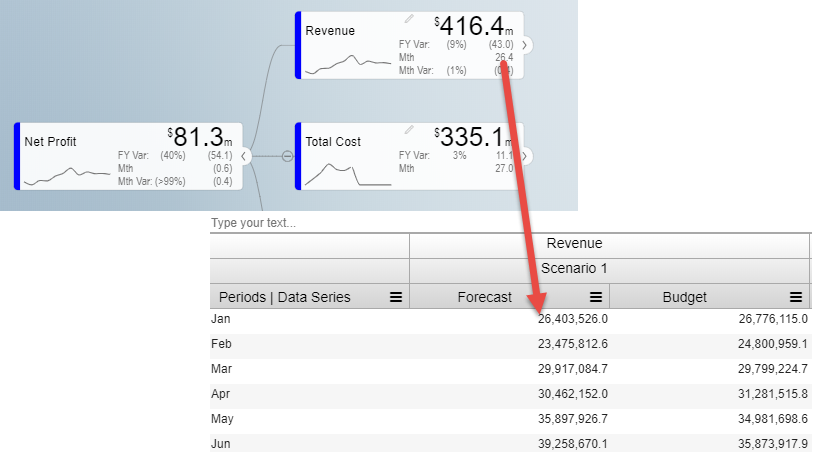 Revenue
$416.4m
FY Var: (9%) (43.0)
Mth 26.4
Mth Var: (1%) (0.4)
Net Profit
$81.3m
FY Var: (40%) (54.1)
Mth (0.6)
Mth Var: (>99%) (0.4)
Total Cost
$335.1m
FY Var: 3% 11.1
Mth 27.0
Type your text...
Revenue
Scenario 1
Periods | Data Series Forecast Budget
Jan 26,403,526.0 26,776,115.0
Feb 23,475,812.6 24,800,959.1
Mar 29,917,084.7 29,799,224.7
Apr 30,462,152.0 31,281,515.8
May 35,897,926.7 34,981,698.6
Jun 39,258,670.1 35,873,917.9